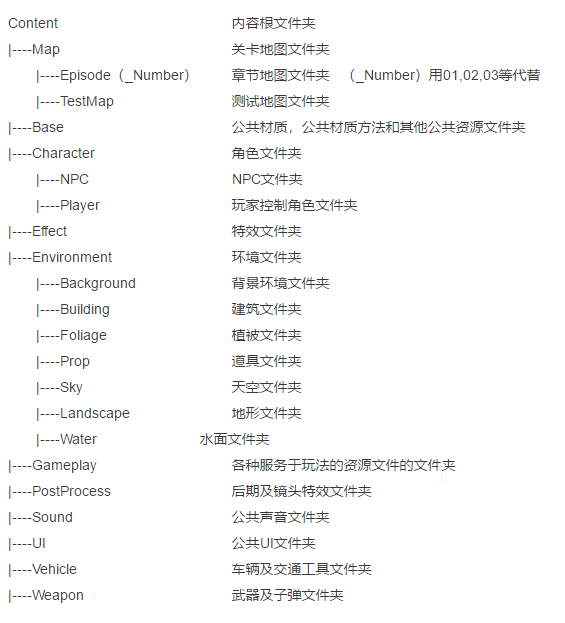 Content 内容根文件夹
|----Map 关卡地图文件夹
|----Episode（_Number） 章节地图文件夹 （_Number）用01,02,03等代替
|----TestMap 测试地图文件夹
|----Base 公共材质，公共材质方法和其他公共资源文件夹
|----Character 角色文件夹
|----NPC NPC文件夹
|----Player 玩家控制角色文件夹
|----Effect 特效文件夹
|----Environment 环境文件夹
|----Background 背景环境文件夹
|----Building 建筑文件夹
|----Foliage 植被文件夹
|----Prop 道具文件夹
|----Sky 天空文件夹
|----Landscape 地形文件夹
|----Water 水面文件夹
|----Gameplay 各种服务于玩法的资源文件的文件夹
|----PostProcess 后期及镜头特效文件夹
|----Sound 公共声音文件夹
|----UI 公共UI文件夹
|----Vehicle 车辆及交通工具文件夹
|----Weapon 武器及子弹文件夹